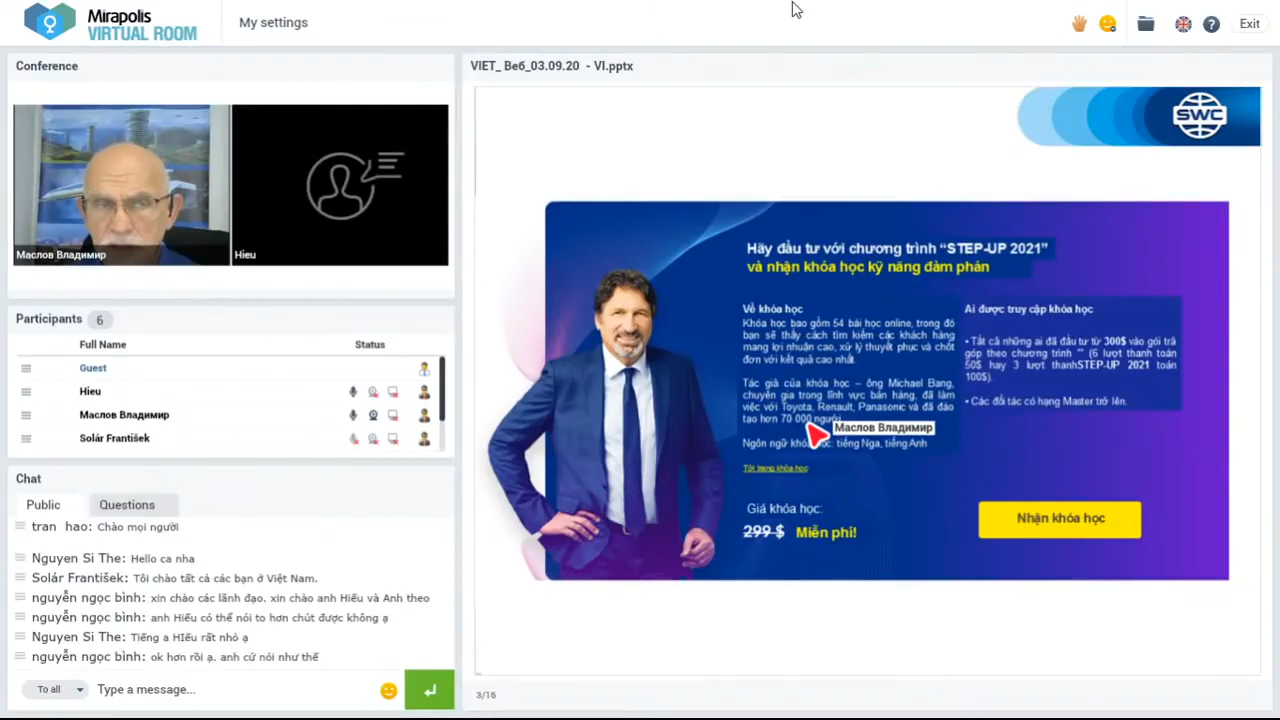 Mirapolis
VIRTUAL ROOM
My settings
Exit
Conference
Маслов Владимир
Hieu
Participants 6
Full Name Status
Guest
Hieu
Маслов Владимир
Solár František
Chat
Public Questions
tran hao: Chào mọi người
Nguyen Si The: Hello ca nha
Solár František: Tôi chào tất cả các bạn ở Việt Nam.
nguyễn ngọc bình: xin chào các lãnh đạo. xin chào anh Hiếu và Anh theo
nguyễn ngọc bình: anh Hiếu có thể nói to hơn chút được không ạ
Nguyen Si The: Tiếng a HIếu rất nhỏ ạ
nguyễn ngọc bình: ok hơn rồi ạ. anh cứ nói như thế
To all Type a message...
VIET_ Веб_03.09.20 - VI.pptx
SWC
Hãy đầu tư với chương trình “STEP-UP 2021”
và nhận khóa học kỹ năng đàm phán
Về khóa học
Khóa học bao gồm 54 bài học online, trong đó
bạn sẽ thấy cách tìm kiếm các khách hàng
mang lợi nhuận cao, xử lý thuyết phục và chốt
đơn với kết quả cao nhất.
Tác giả của khóa học – ông Michael Bang,
chuyên gia trong lĩnh vực bán hàng, đã làm
việc với Toyota, Renault, Panasonic và đã đào
tạo hơn 70 000 người.
Маслов Владимир
Ngôn ngữ khóa học: tiếng Nga, tiếng Anh
Tới trang khóa học
Giá khóa học:
299 $ Miễn phí!
Ai được truy cập khóa học
• Tất cả những ai đã đầu tư từ 300$ vào gói trả
góp theo chương trình “” (6 lượt thanh toán
50$ hay 3 lượt thanhSTEP-UP 2021 toán
100$).
• Các đối tác có hạng Master trở lên.
Nhận khóa học
3/16